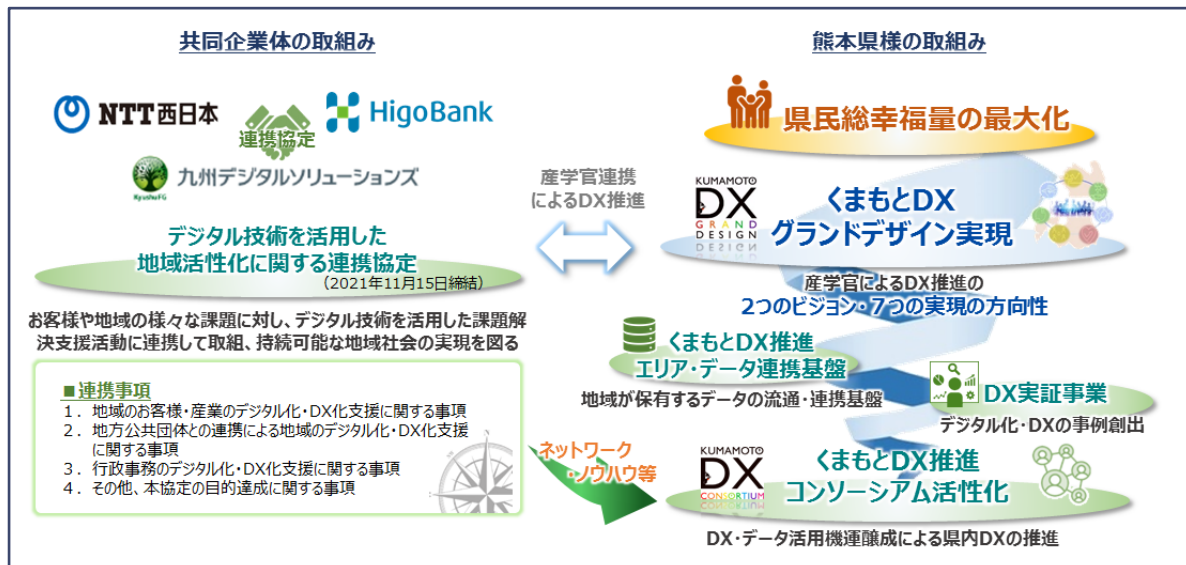 共同企業体の取組み
NTT西日本
連携協定
HigoBank
KyushuFG
九州デジタルソリューションズ
デジタル技術を活用した
地域活性化に関する連携協定
（2021年11月15日締結）
お客様や地域の様々な課題に対し、デジタル技術を活用した課題解
決支援活動に連携して取組、持続可能な地域社会の実現を図る
■連携事項
1．地域のお客様・産業のデジタル化・DX化支援に関する事項
2．地方公共団体との連携による地域のデジタル化・DX化支援
に関する事項
3．行政事務のデジタル化・DX化支援に関する事項
4．その他、本協定の目的達成に関する事項
産学官連携
によるDX推進
ネットワーク
・ノウハウ等
熊本県様の取組み
県民総幸福量の最大化
KUMAMOTO
DX
GRAND
DESIGN
くまもとDX
グランドデザイン実現
産学官によるDX推進の
2つのビジョン・7つの実現の方向性
くまもとDX推進
エリア・データ連携基盤
地域が保有するデータの流通・連携基盤
DX実証事業
デジタル化・DXの事例創出
KUMAMOTO
DX
CONSORTIUM
くまもとDX推進
コンソーシアム活性化
DX・データ活用機運醸成による県内DXの推進